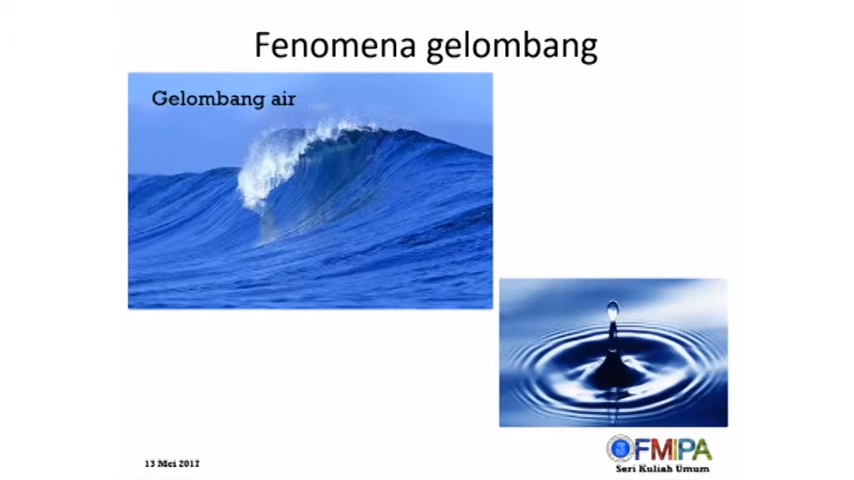 Fenomena gelombang
Gelombang air
13 Mei 2017
FMIPA
Seri Kuliah Umum